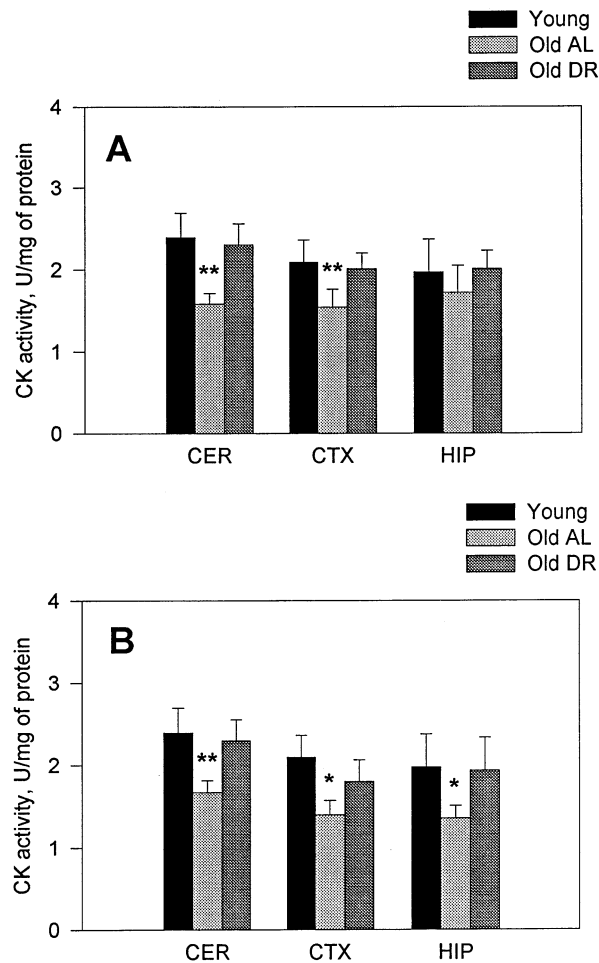 Young
Old AL
Old DR
A
CK activity, U/mg of protein
4
3
2
1
0
**
**
CER CTX HIP
Young
Old AL
Old DR
B
CK activity, U/mg of protein
4
3
2
1
0
**
*
*
CER CTX HIP